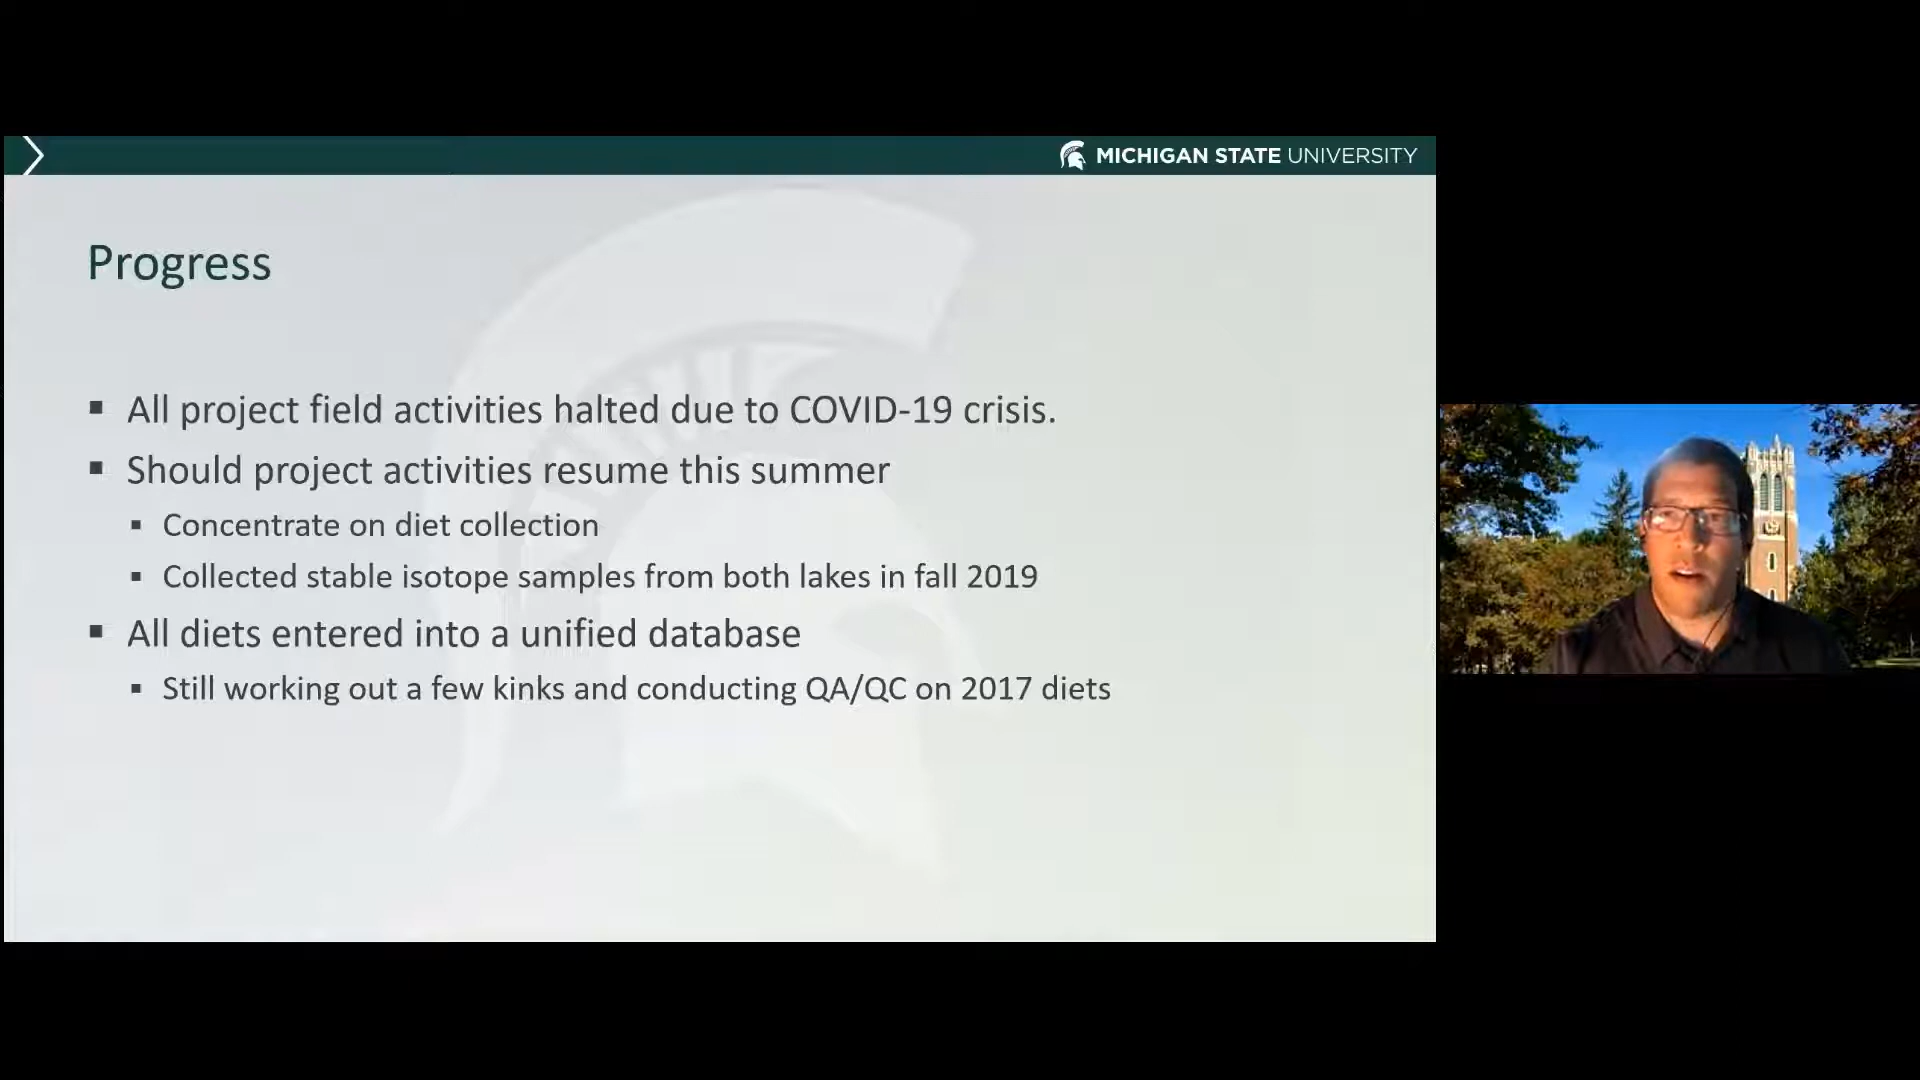 MICHIGAN STATE UNIVERSITY
Progress
▪ All project field activities halted due to COVID-19 crisis.
▪ Should project activities resume this summer
▪ Concentrate on diet collection
▪ Collected stable isotope samples from both lakes in fall 2019
▪ All diets entered into a unified database
▪ Still working out a few kinks and conducting QA/QC on 2017 diets